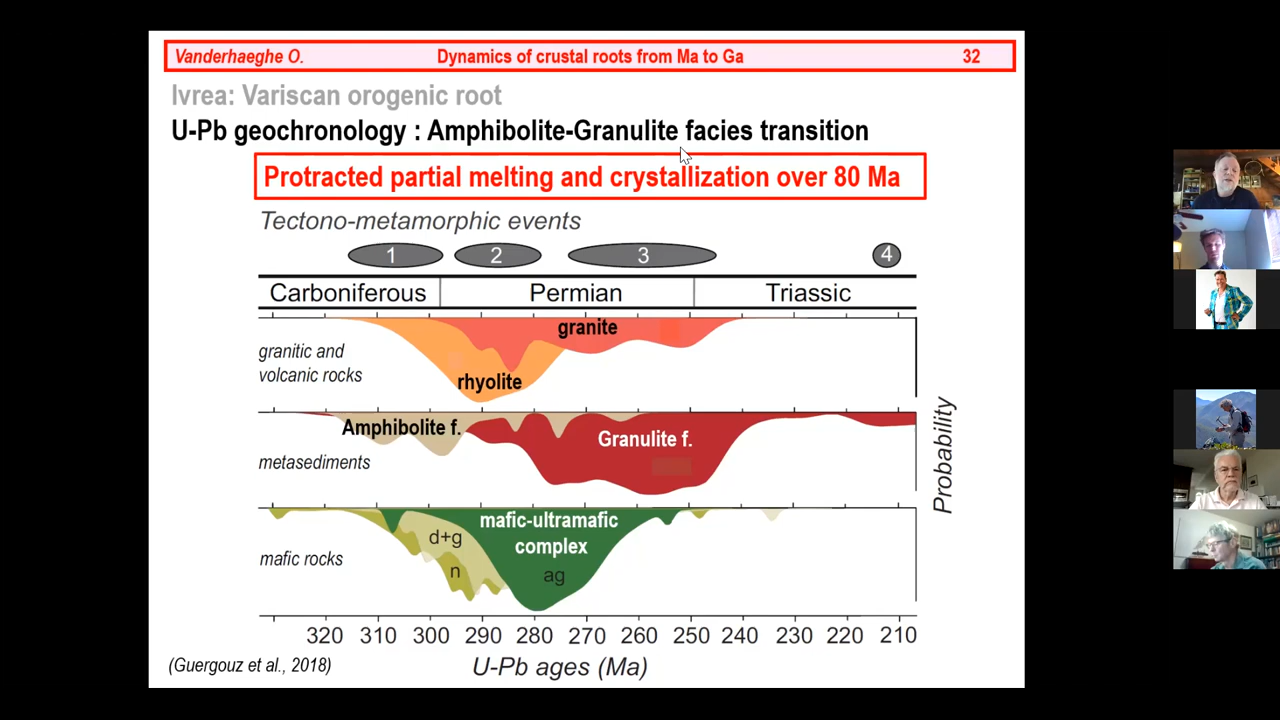 Vanderhaeghe O. Dynamics of crustal roots from Ma to Ga 32
Ivrea: Variscan orogenic root
U-Pb geochronology : Amphibolite-Granulite facies transition
Protracted partial melting and crystallization over 80 Ma
Tectono-metamorphic events
1 2 3 4
Carboniferous Permian Triassic
granite
granitic and
volcanic rocks
rhyolite
Amphibolite f.
Granulite f.
metasediments
Probability
mafic-ultramafic
complex
d+g
mafic rocks
n
ag
320 310 300 290 280 270 260 250 240 230 220 210
U-Pb ages (Ma)
(Guergouz et al., 2018)